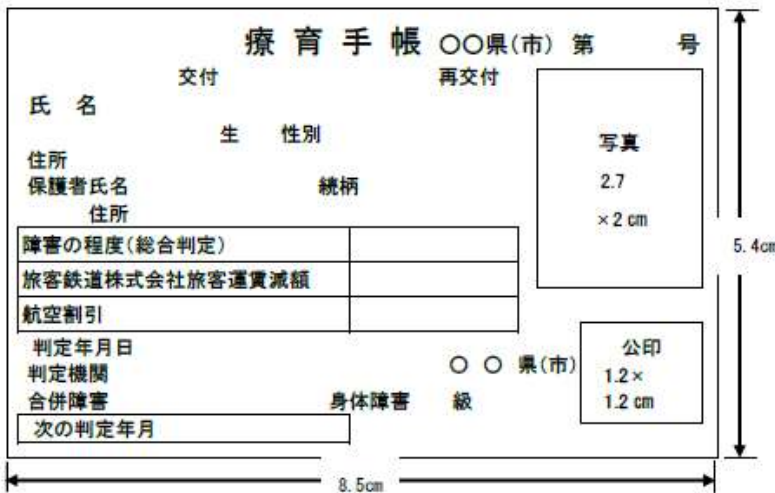 療育手帳 〇〇県(市) 第 号
交付 再交付
氏 名
生 性別
住所
保護者氏名 続柄
住所
障害の程度(総合判定)
旅客鉄道株式会社旅客運賃減額
航空割引
判定年月日
判定機関
合併障害 身体障害 級
次の判定年月
写真
2.7
×2 cm
〇 〇 県(市)
公印
1.2×
1.2 cm
5.4cm
8.5cm